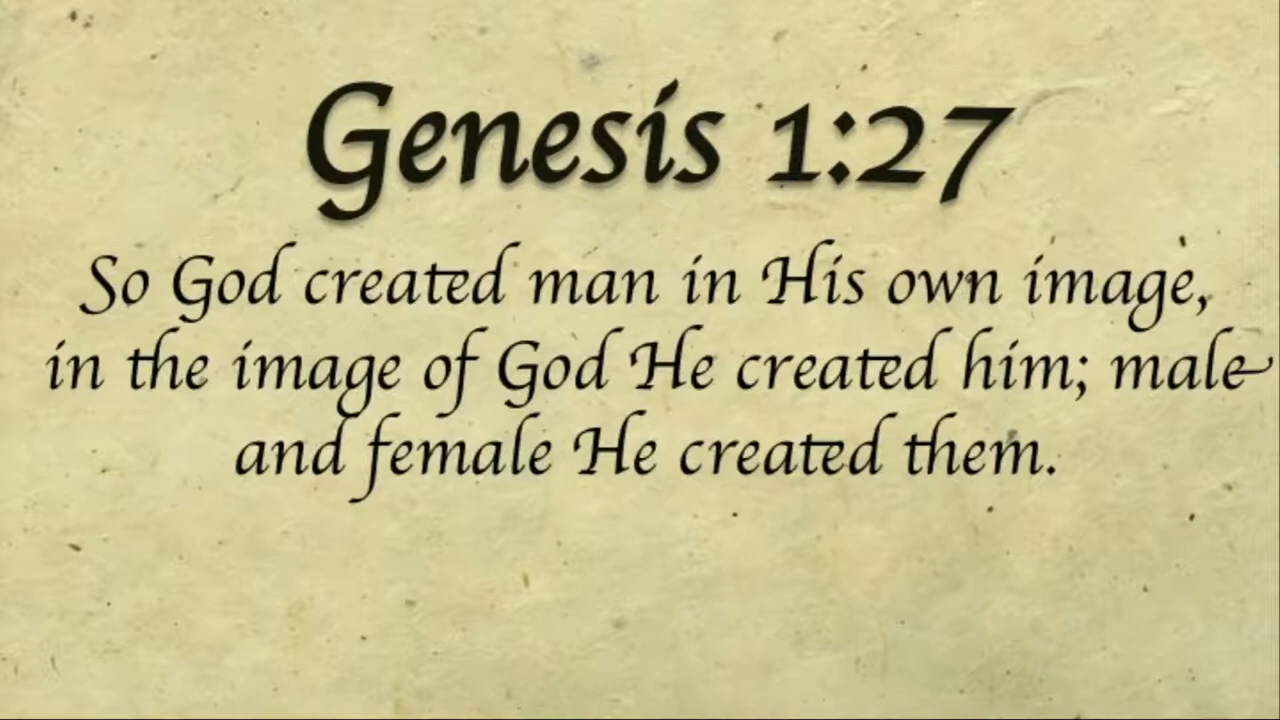 Genesis 1:27
So God created man in His own image,
in the image of God He created him; male
and female He created them.